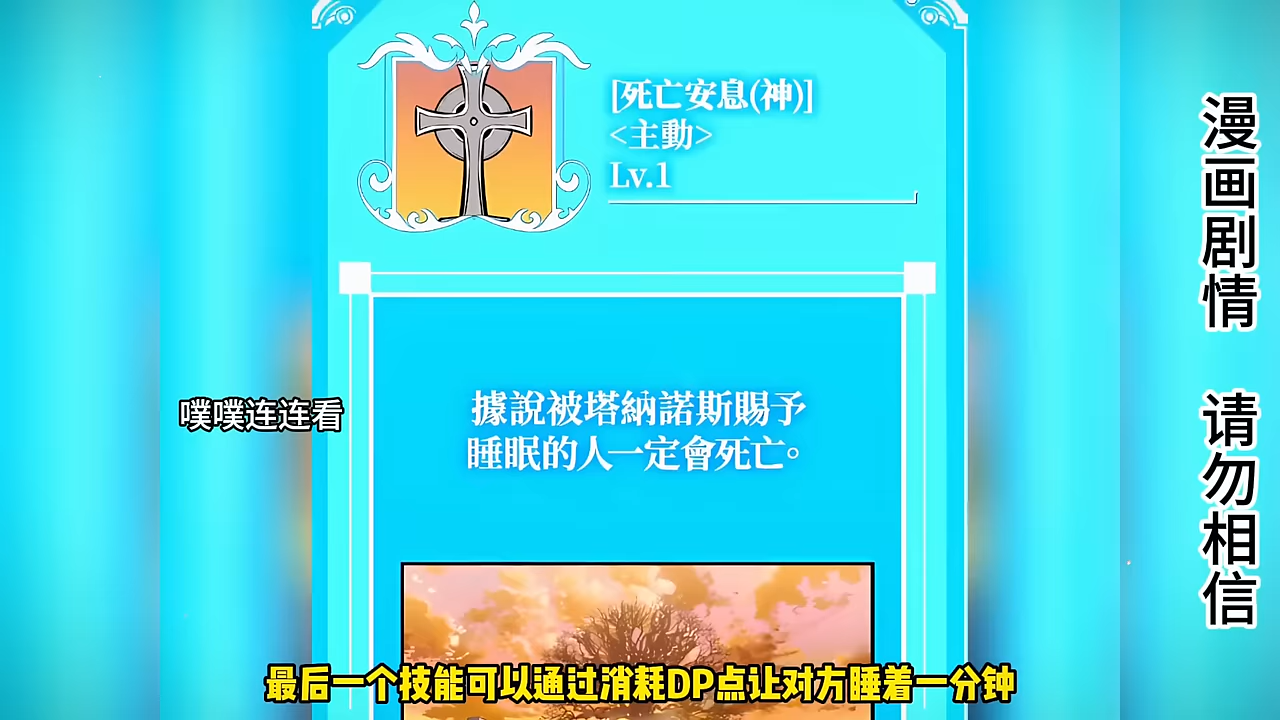 [死亡安息(神)]
<主動>
Lv.1
據說被塔納諾斯賜予
睡眠的人一定會死亡。
噗噗连连看
漫画剧情 请勿相信
最后一个技能可以通过消耗DP点让对方睡着一分钟